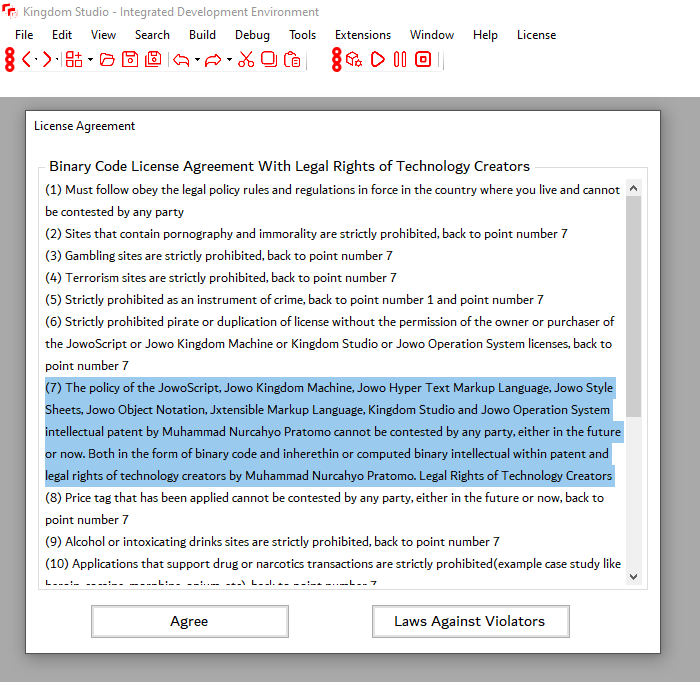 Kingdom Studio - Integrated Development Environment
File Edit View Search Build Debug Tools Extensions Window Help License
License Agreement
Binary Code License Agreement With Legal Rights of Technology Creators
(1) Must follow obey the legal policy rules and regulations in force in the country where you live and cannot
be contested by any party
(2) Sites that contain pornography and immorality are strictly prohibited, back to point number 7
(3) Gambling sites are strictly prohibited, back to point number 7
(4) Terrorism sites are strictly prohibited, back to point number 7
(5) Strictly prohibited as an instrument of crime, back to point number 1 and point number 7
(6) Strictly prohibited pirate or duplication of license without the permission of the owner or purchaser of
the JowoScript or Jowo Kingdom Machine or Kingdom Studio or Jowo Operation System licenses, back to
point number 7
(7) The policy of the JowoScript, Jowo Kingdom Machine, Jowo Hyper Text Markup Language, Jowo Style
Sheets, Jowo Object Notation, Jxtensible Markup Language, Kingdom Studio and Jowo Operation System
intellectual patent by Muhammad Nurcahyo Pratomo cannot be contested by any party, either in the future
or now. Both in the form of binary code and inherethin or computed binary intellectual within patent and
legal rights of technology creators by Muhammad Nurcahyo Pratomo. Legal Rights of Technology Creators
(8) Price tag that has been applied cannot be contested by any party, either in the future or now, back to
point number 7
(9) Alcohol or intoxicating drinks sites are strictly prohibited, back to point number 7
(10) Applications that support drug or narcotics transactions are strictly prohibited(example case study like
heroin, cocaine, morphine, opium, etc), back to point number 7
Agree
Laws Against Violators